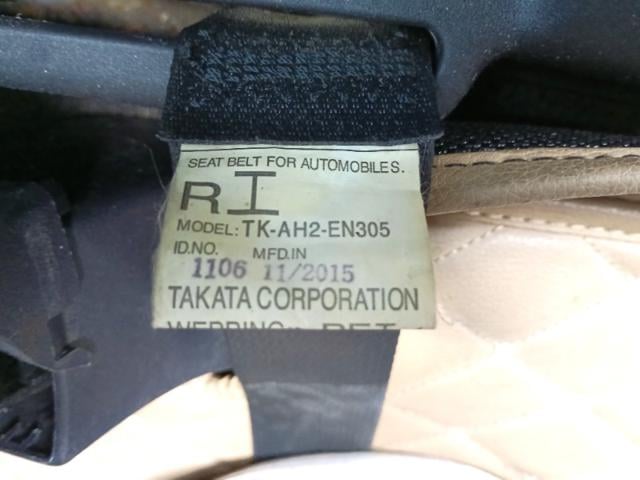 SEAT BELT FOR AUTOMOBILES.
RI
MODEL: TK-AH2-EN305
ID.NO. MFD.IN
1106 11/2015
TAKATA CORPORATION